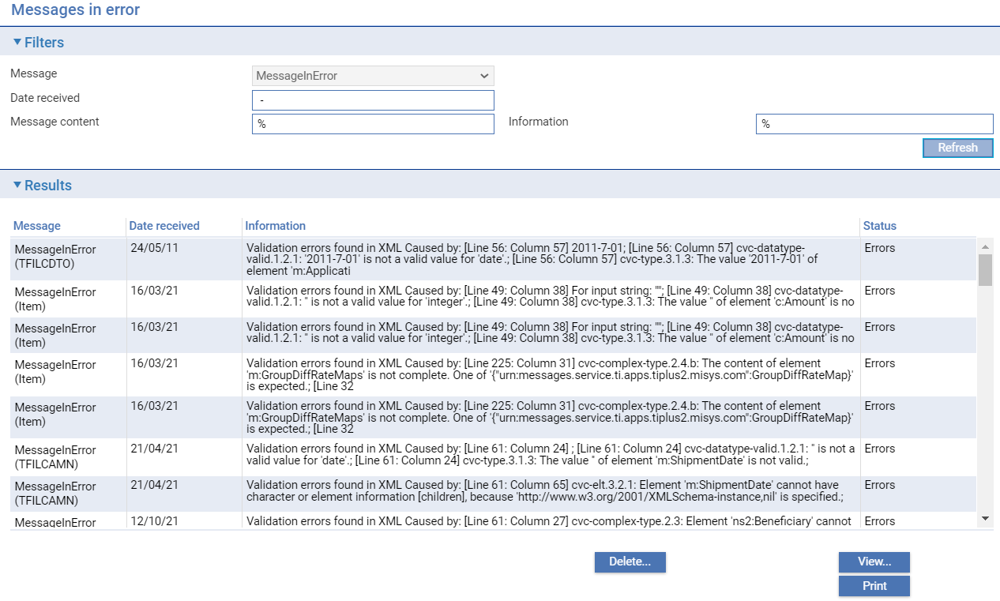 Messages in error
Filters
Message
MessageInError
Date received
-
Message content
%
Information
%
Refresh
Results
Message
Date received
Information
Status
MessageInError
(TFILCDTO)
24/05/11
Validation errors found in XML Caused by: [Line 56: Column 57] 2011-7-01; [Line 56: Column 57] cvc-datatype-
valid.1.2.1: '2011-7-01' is not a valid value for 'date'.; [Line 56: Column 57] cvc-type.3.1.3: The value '2011-7-01' of
element 'm:Applicati
Errors
MessageInError
(Item)
16/03/21
Validation errors found in XML Caused by: [Line 49: Column 38] For input string: ""; [Line 49: Column 38] cvc-datatype-
valid.1.2.1: '' is not a valid value for 'integer'.; [Line 49: Column 38] cvc-type.3.1.3: The value '' of element 'c:Amount' is no
Errors
MessageInError
(Item)
16/03/21
Validation errors found in XML Caused by: [Line 49: Column 38] For input string: ""; [Line 49: Column 38] cvc-datatype-
valid.1.2.1: '' is not a valid value for 'integer'.; [Line 49: Column 38] cvc-type.3.1.3: The value '' of element 'c:Amount' is no
Errors
MessageInError
(Item)
16/03/21
Validation errors found in XML Caused by: [Line 225: Column 31] cvc-complex-type.2.4.b: The content of element
'm:GroupDiffRateMaps' is not complete. One of '{"urn:messages.service.ti.apps.tiplus2.misys.com":GroupDiffRateMap}'
is expected.; [Line 32
Errors
MessageInError
(Item)
16/03/21
Validation errors found in XML Caused by: [Line 225: Column 31] cvc-complex-type.2.4.b: The content of element
'm:GroupDiffRateMaps' is not complete. One of '{"urn:messages.service.ti.apps.tiplus2.misys.com":GroupDiffRateMap}'
is expected.; [Line 32
Errors
MessageInError
(TFILCAMN)
21/04/21
Validation errors found in XML Caused by: [Line 61: Column 24] ; [Line 61: Column 24] cvc-datatype-valid.1.2.1: '' is not a
valid value for 'date'.; [Line 61: Column 24] cvc-type.3.1.3: The value '' of element 'm:ShipmentDate' is not valid.;
Errors
MessageInError
(TFILCAMN)
21/04/21
Validation errors found in XML Caused by: [Line 61: Column 65] cvc-elt.3.2.1: Element 'm:ShipmentDate' cannot have
character or element information [children], because 'http://www.w3.org/2001/XMLSchema-instance,nil' is specified.;
Errors
MessageInError
12/10/21
Validation errors found in XML Caused by: [Line 61: Column 27] cvc-complex-type.2.3: Element 'ns2:Beneficiary' cannot
Errors
Delete...
View...
Print